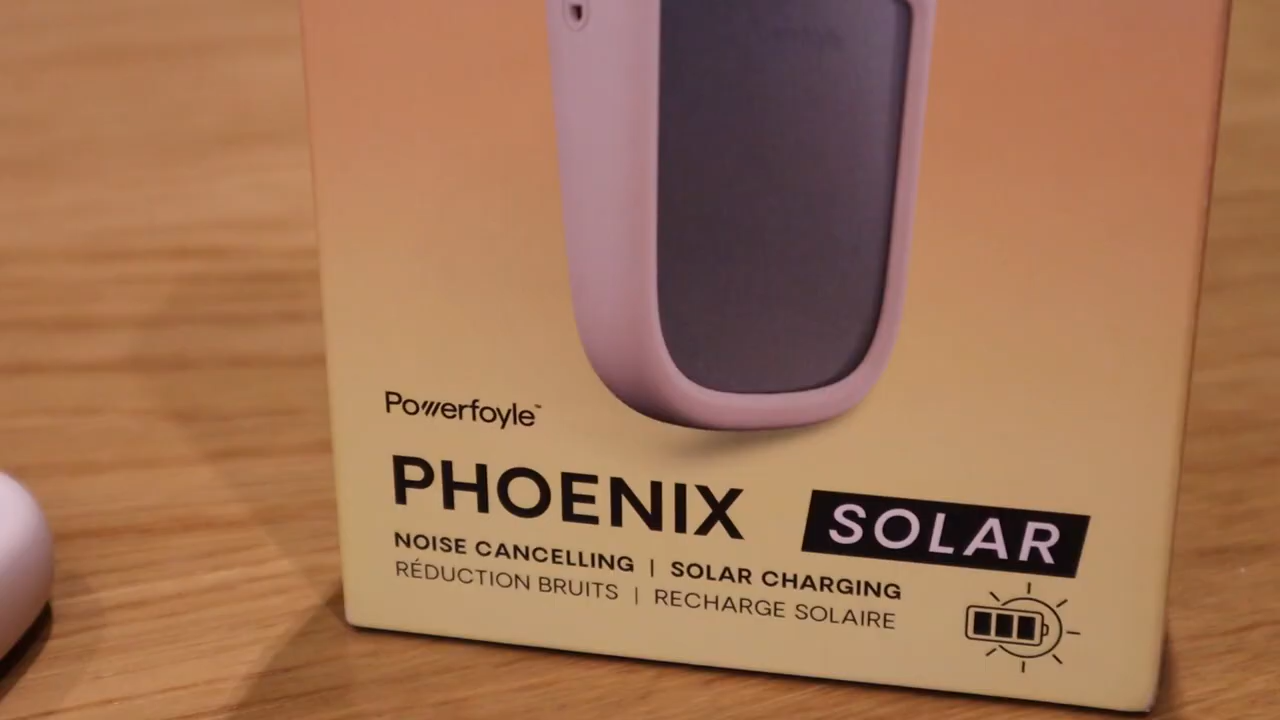 Powerfoyle™
PHOENIX SOLAR
NOISE CANCELLING | SOLAR CHARGING
RÉDUCTION BRUITS | RECHARGE SOLAIRE